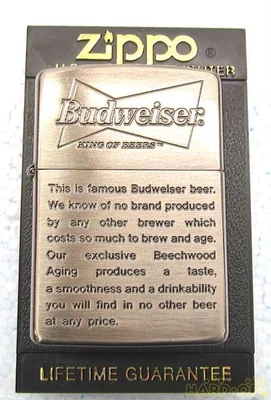 Zippo®
Budweiser®
KING OF BEERS™
This is famous Budweiser beer.
We know of no brand produced
by any other brewer which
costs so much to brew and age.
Our exclusive Beechwood
Aging produces a taste,
a smoothness and a drinkability
you will find in no other beer
at any price.
LIFETIME GUARANTEE